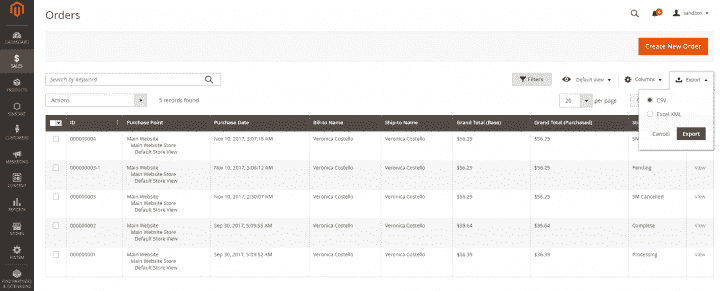 Orders
sandbox
DASHBOARD
SALES
PRODUCTS
CUSTOMERS
MARKETING
CONTENT
REPORTS
STORES
SYSTEM
FIND PARTNERS
& EXTENSIONS
Create New Order
Search by keyword
Filters
Default View
Columns
Export
Actions
5 records found
20
per page
CSV
Excel XML
Cancel
Export
ID Purchase Point Purchase Date Bill-to Name Ship-to Name Grand Total (Base) Grand Total (Purchased)
000000004 Main Website Nov 10, 2017, 3:07:18 AM Veronica Costello Veronica Costello $56.29 $56.29
Main Website Store
Default Store View
000000003-1 Main Website Nov 10, 2017, 3:06:12 AM Veronica Costello Veronica Costello $56.29 $56.29 Pending View
Main Website Store
Default Store View
000000003 Main Website Nov 10, 2017, 2:30:07 AM Veronica Costello Veronica Costello $56.29 $56.29 SM Cancelled View
Main Website Store
Default Store View
000000002 Main Website Sep 30, 2017, 5:09:55 AM Veronica Costello Veronica Costello $39.64 $39.64 Complete View
Main Website Store
Default Store View
000000001 Main Website Sep 30, 2017, 5:09:52 AM Veronica Costello Veronica Costello $36.39 $36.39 Processing View
Main Website Store
Default Store View